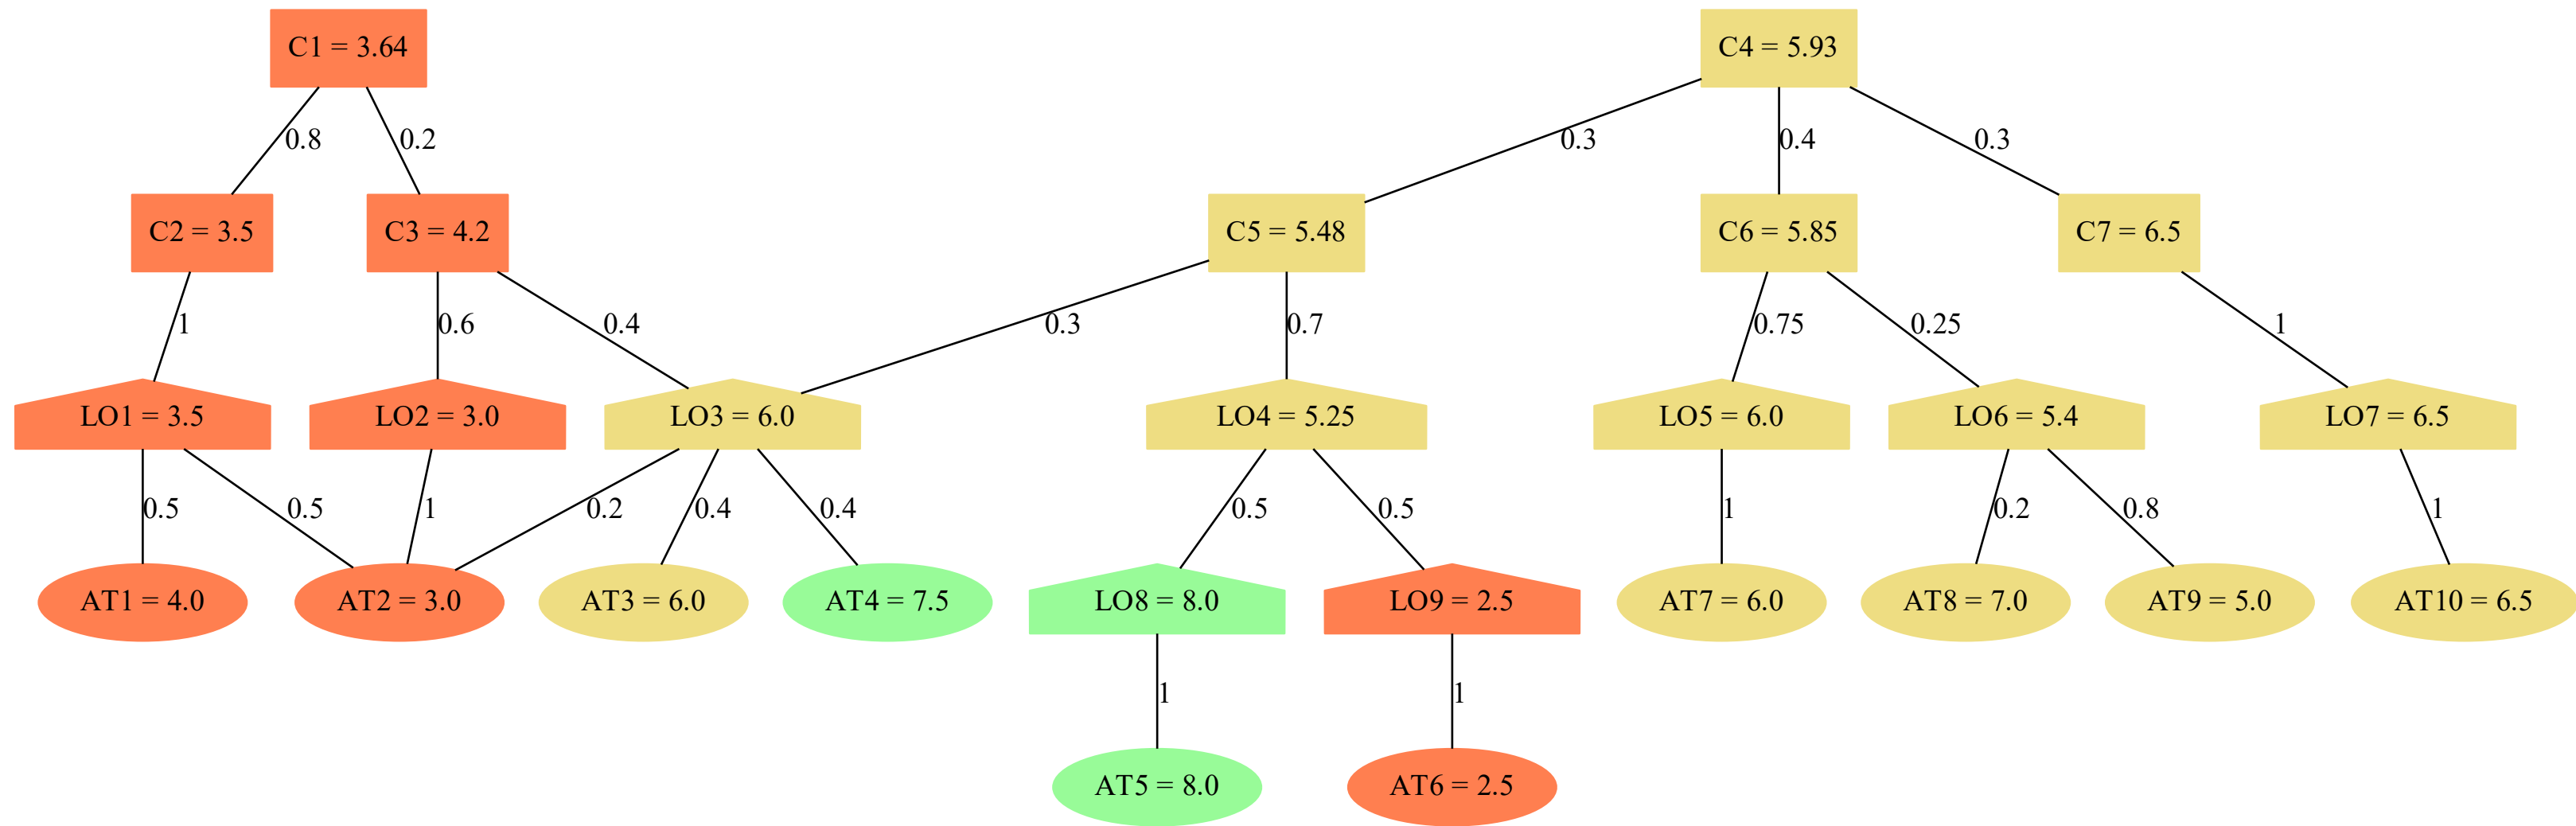 C1 = 3.64
C4 = 5.93
0.8
0.2
0.3
0.4
0.3
C2 = 3.5
C3 = 4.2
C5 = 5.48
C6 = 5.85
C7 = 6.5
1
0.6
0.4
0.3
0.7
0.75
0.25
1
LO1 = 3.5
LO2 = 3.0
LO3 = 6.0
LO4 = 5.25
LO5 = 6.0
LO6 = 5.4
LO7 = 6.5
0.5
0.5
1
0.2
0.4
0.4
0.5
0.5
1
0.2
0.8
1
AT1 = 4.0
AT2 = 3.0
AT3 = 6.0
AT4 = 7.5
LO8 = 8.0
LO9 = 2.5
AT7 = 6.0
AT8 = 7.0
AT9 = 5.0
AT10 = 6.5
1
1
AT5 = 8.0
AT6 = 2.5